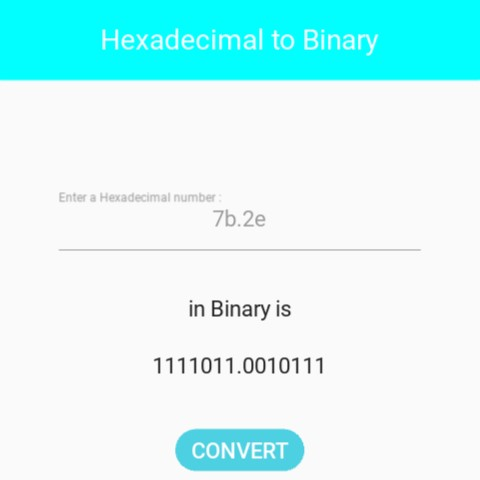 Hexadecimal to Binary
Enter a Hexadecimal number :
7b.2e
in Binary is
1111011.0010111
CONVERT